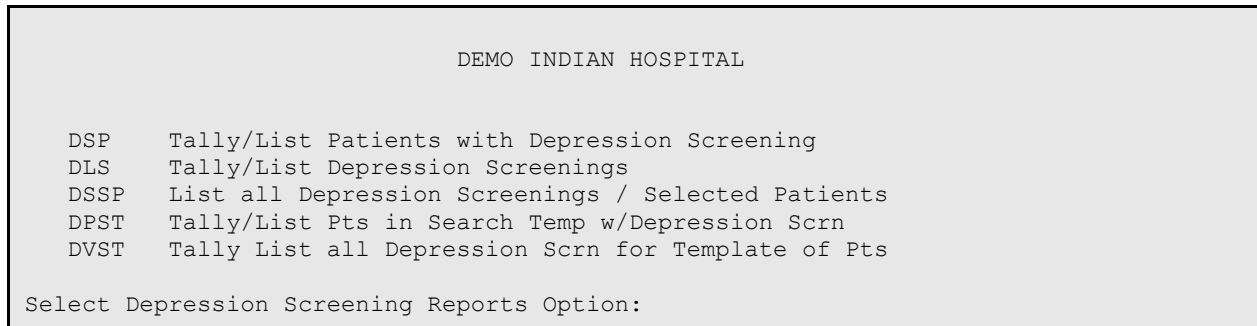 DEMO INDIAN HOSPITAL
DSP Tally/List Patients with Depression Screening
DLS Tally/List Depression Screenings
DSSP List all Depression Screenings / Selected Patients
DPST Tally/List Pts in Search Temp w/Depression Scrn
DVST Tally List all Depression Scrn for Template of Pts
Select Depression Screening Reports Option: